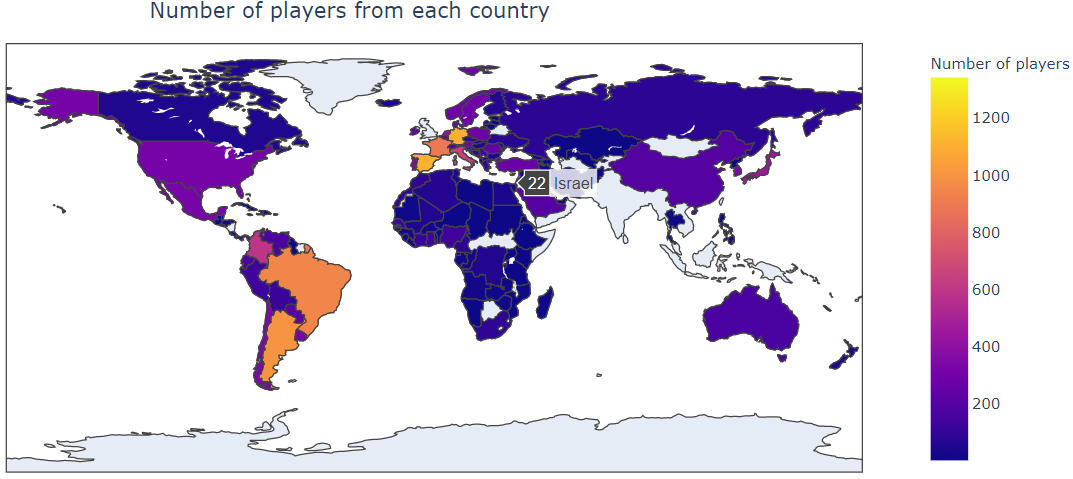 Number of players from each country
Number of players
1200
1000
800
600
400
200
22 Israel